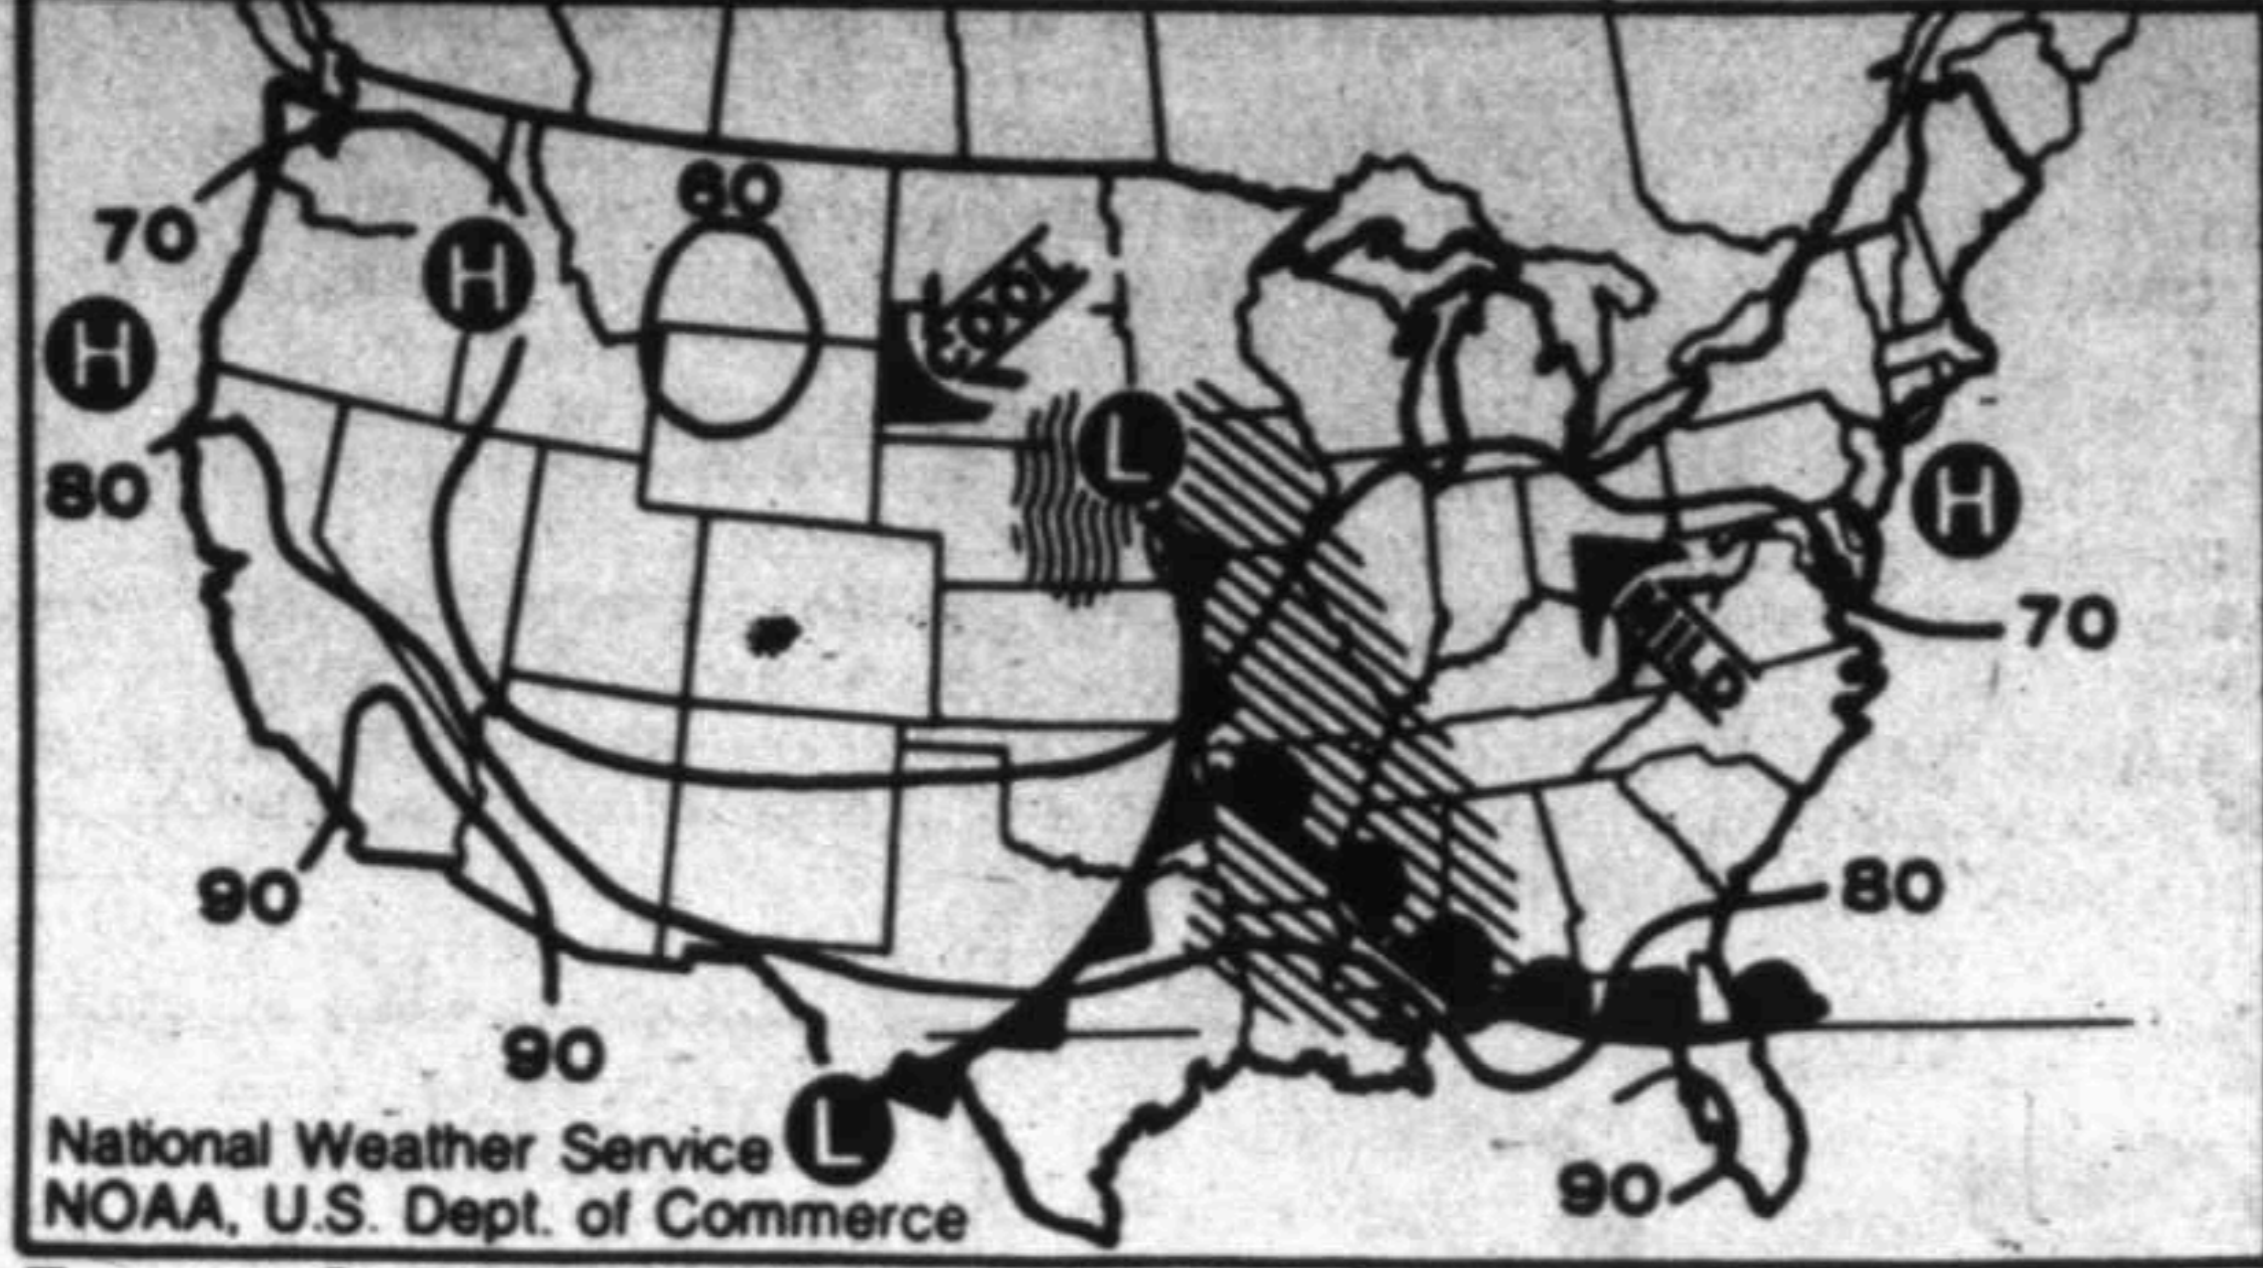 60
COOL
70
H
H
80
L
H
MILD
70
90
80
90
National Weather Service L
NOAA, U.S. Dept. of Commerce
90